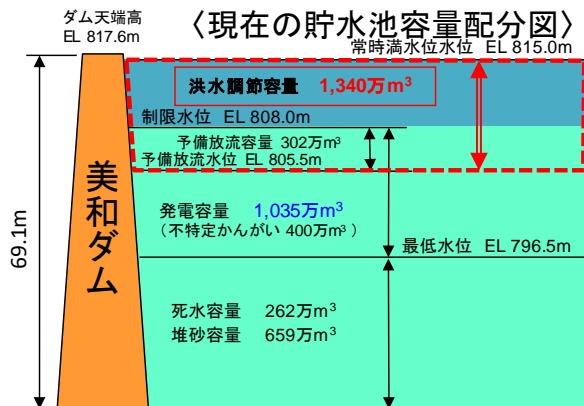 〈現在の貯水池容量配分図〉
ダム天端高
EL 817.6m
常時満水位水位 EL 815.0m
洪水調節容量 1,340万m³
制限水位 EL 808.0m
予備放流容量 302万m³
予備放流水位 EL 805.5m
美和ダム
69.1m
発電容量 1,035万m³
（不特定かんがい 400万m³ ）
最低水位 EL 796.5m
死水容量 262万m³
堆砂容量 659万m³